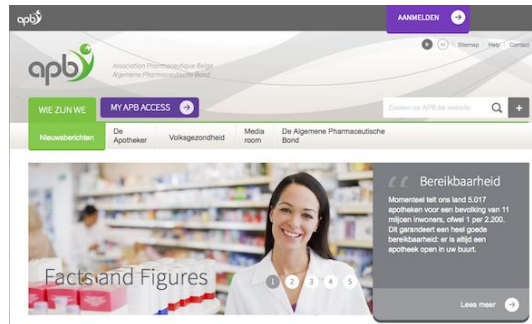 apb
AANMELDEN
Sitemap Help Contact
apb
Association Pharmaceutique Belge
Algemene Pharmaceutische Bond
WIE ZIJN WE
MY APB ACCESS
Zoeken op APB.be website
+
Nieuwsberichten
De Apotheker
Volksgezondheid
Media room
De Algemene Pharmaceutische Bond
Facts and Figures
1 2 3 4 5
Bereikbaarheid
Momenteel telt ons land 5.017
apotheken voor een bevolking van 11
miljoen inwoners, ofwel 1 per 2.200.
Dit garandeert een heel goede
bereikbaarheid: er is altijd een
apotheek open in uw buurt.
Lees meer